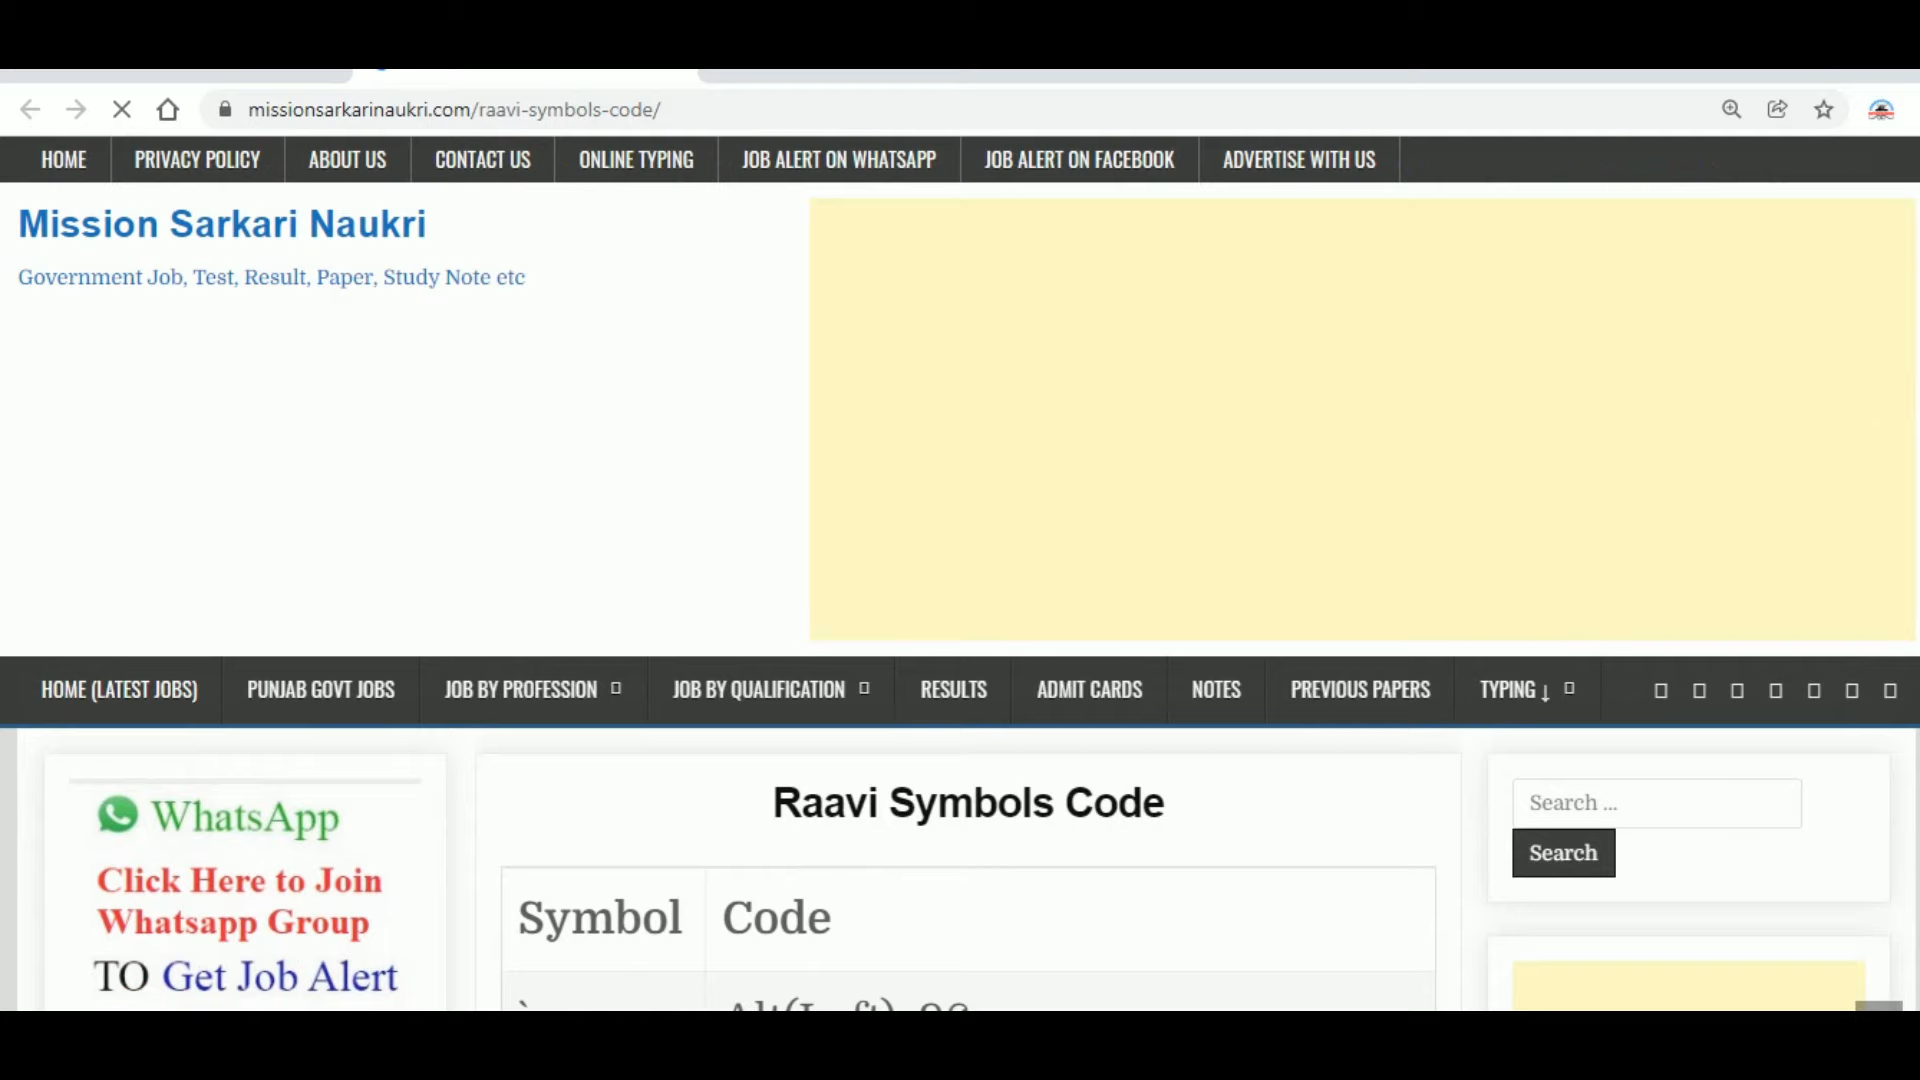 missionsarkarinaukri.com/raavi-symbols-code/
HOME PRIVACY POLICY ABOUT US CONTACT US ONLINE TYPING JOB ALERT ON WHATSAPP JOB ALERT ON FACEBOOK ADVERTISE WITH US
Mission Sarkari Naukri
Government Job, Test, Result, Paper, Study Note etc
HOME (LATEST JOBS) PUNJAB GOVT JOBS JOB BY PROFESSION JOB BY QUALIFICATION RESULTS ADMIT CARDS NOTES PREVIOUS PAPERS TYPING ↓
WhatsApp
Click Here to Join
Whatsapp Group
TO Get Job Alert
Raavi Symbols Code
Symbol Code
` Alt(Left)+96
Search ...
Search